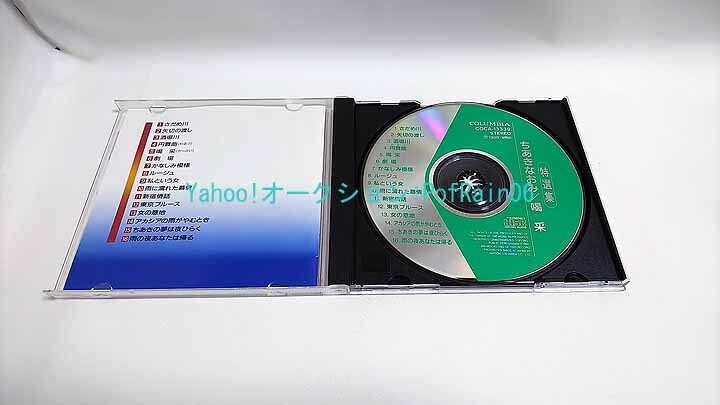 1 さだめ川
2 矢切の渡し
3 酒場川
4 円舞曲
5 喝 采
6 劇 場
7 かなしみ模様
8 ルージュ
9 私という女
10 雨に濡れた慕情
11 新宿情話
12 東京ブルース
13 女の意地
14 アカシアの雨がやむとき
15 ちあきの夢は夜ひらく
16 雨の夜あなたは帰る
Yahoo!オークション
COLUMBIA
COCA-13339
STEREO
1. さだめ川
2. 矢切の渡し
3. 酒場川
4. 円舞曲
5. 喝 采
6. 劇 場
7. かなしみ模様
8. ルージュ
9. 私という女
雨に濡れた慕情
新宿情話
12. 東京ブルース
13. 女の意地
14. アカシアの雨がやむとき
15. ちあきの夢は夜ひらく
16. 雨の夜あなたは帰る
特選集
ちあきなおみ 喝 采